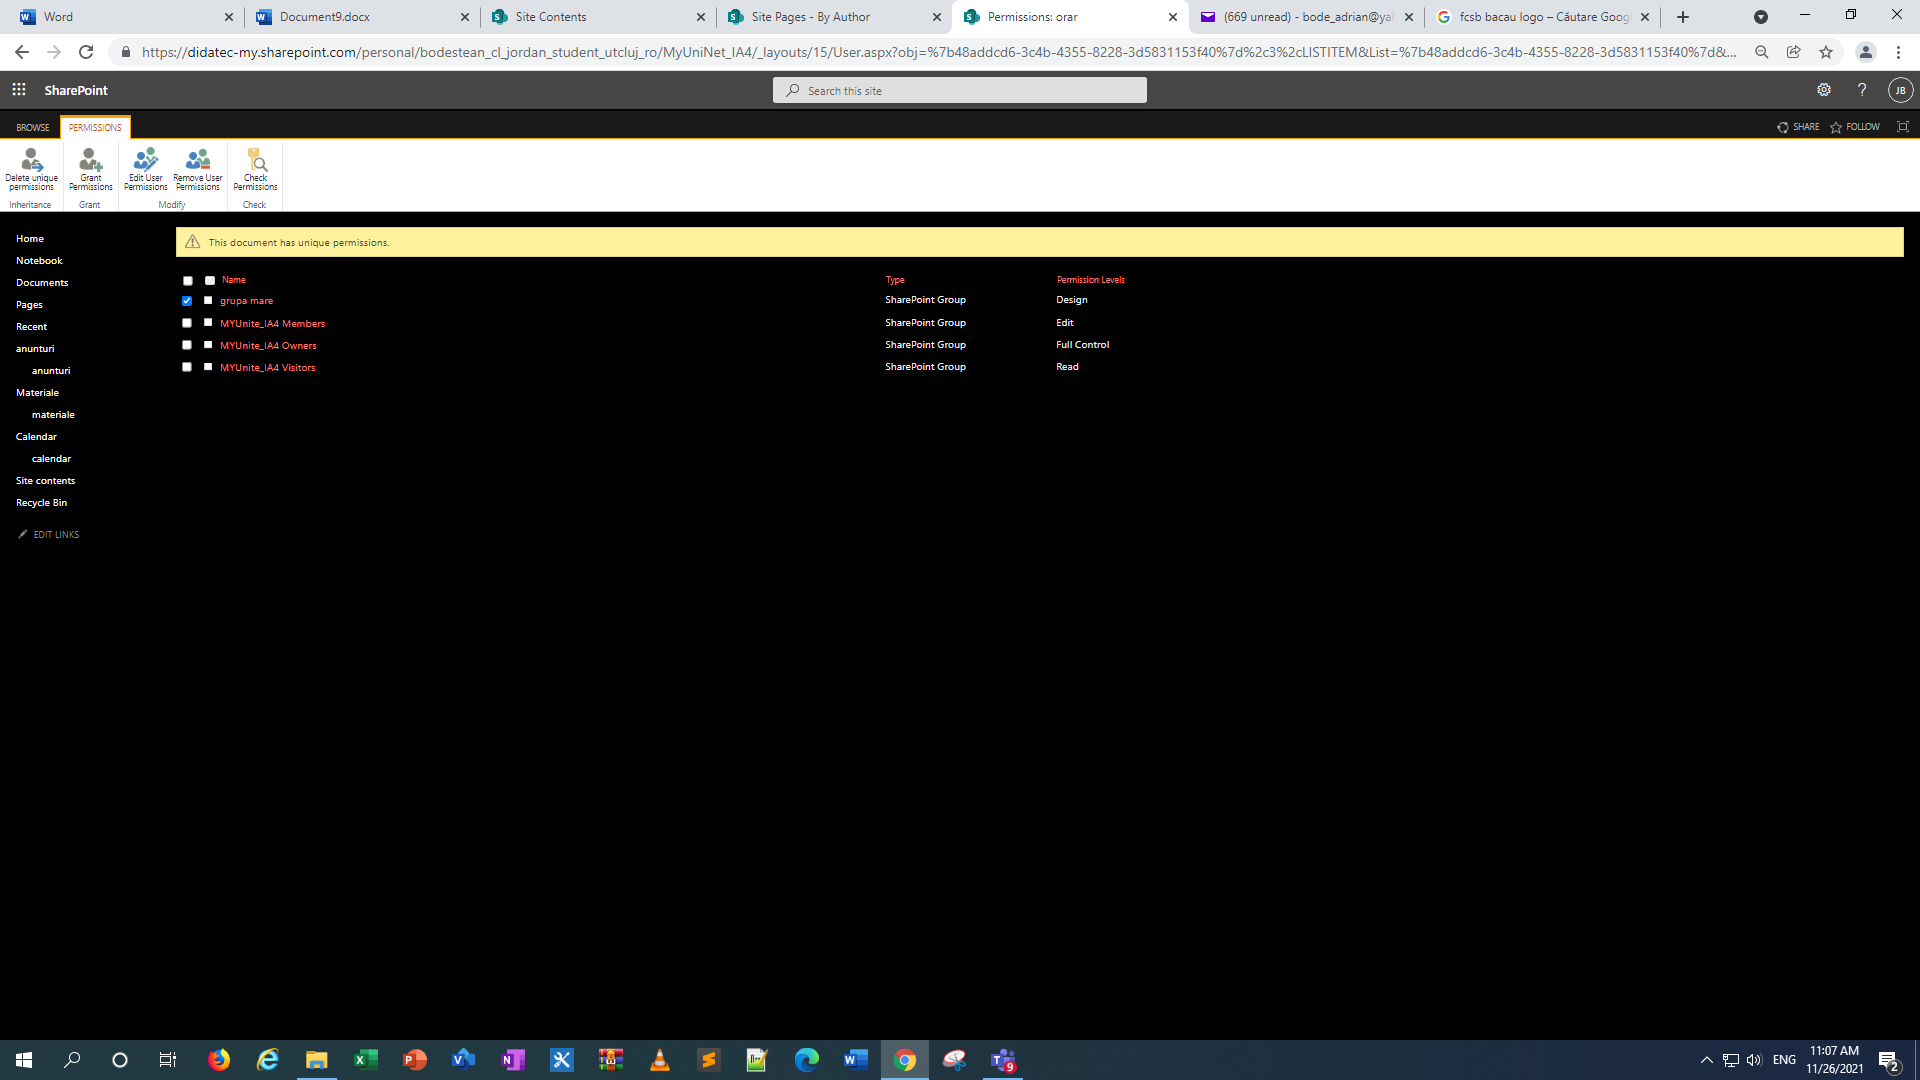 Word
Document9.docx
Site Contents
Site Pages - By Author
Permissions: orar
(669 unread) - bode_adrian@yah
fcsb bacau logo – Căutare Goog
https://didatec-my.sharepoint.com/personal/bodestean_cl_jordan_student_utcluj_ro/MyUniNet_IA4/_layouts/15/User.aspx?obj=%7b48addcd6-3c4b-4355-8228-3d5831153f40%7d%2c3%2cLISTITEM&List=%7b48addcd6-3c4b-4355-8228-3d5831153f40%7d&...
SharePoint
Search this site
?
JB
BROWSE
PERMISSIONS
SHARE
FOLLOW
Delete unique
permissions
Grant
Permissions
Edit User
Permissions
Remove User
Permissions
Check
Permissions
Inheritance
Grant
Modify
Check
Home
Notebook
Documents
Pages
Recent
anunturi
anunturi
Materiale
materiale
Calendar
calendar
Site contents
Recycle Bin
EDIT LINKS
This document has unique permissions.
Name Type Permission Levels
grupa mare SharePoint Group Design
MYUnite_IA4 Members SharePoint Group Edit
MYUnite_IA4 Owners SharePoint Group Full Control
MYUnite_IA4 Visitors SharePoint Group Read
9
ENG
11:07 AM
11/26/2021
2